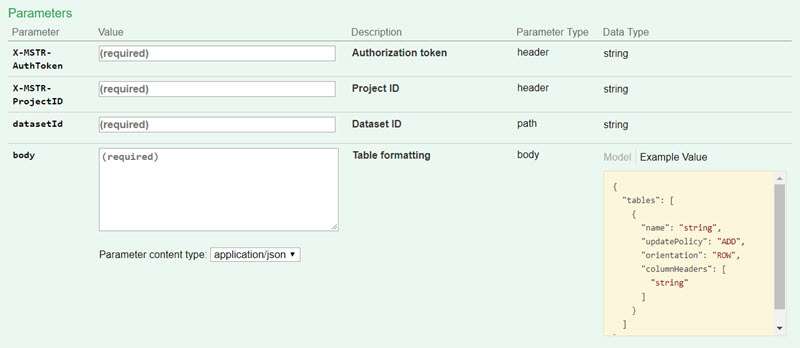 Parameters
Parameter Value Description Parameter Type Data Type
X-MSTR-AuthToken (required) Authorization token header string
X-MSTR-ProjectID (required) Project ID header string
datasetId (required) Dataset ID path string
body (required) Table formatting body Model Example Value
{
"tables": [
{
"name": "string",
"updatePolicy": "ADD",
"orientation": "ROW",
"columnHeaders": [
"string"
]
}
]
Parameter content type: application/json